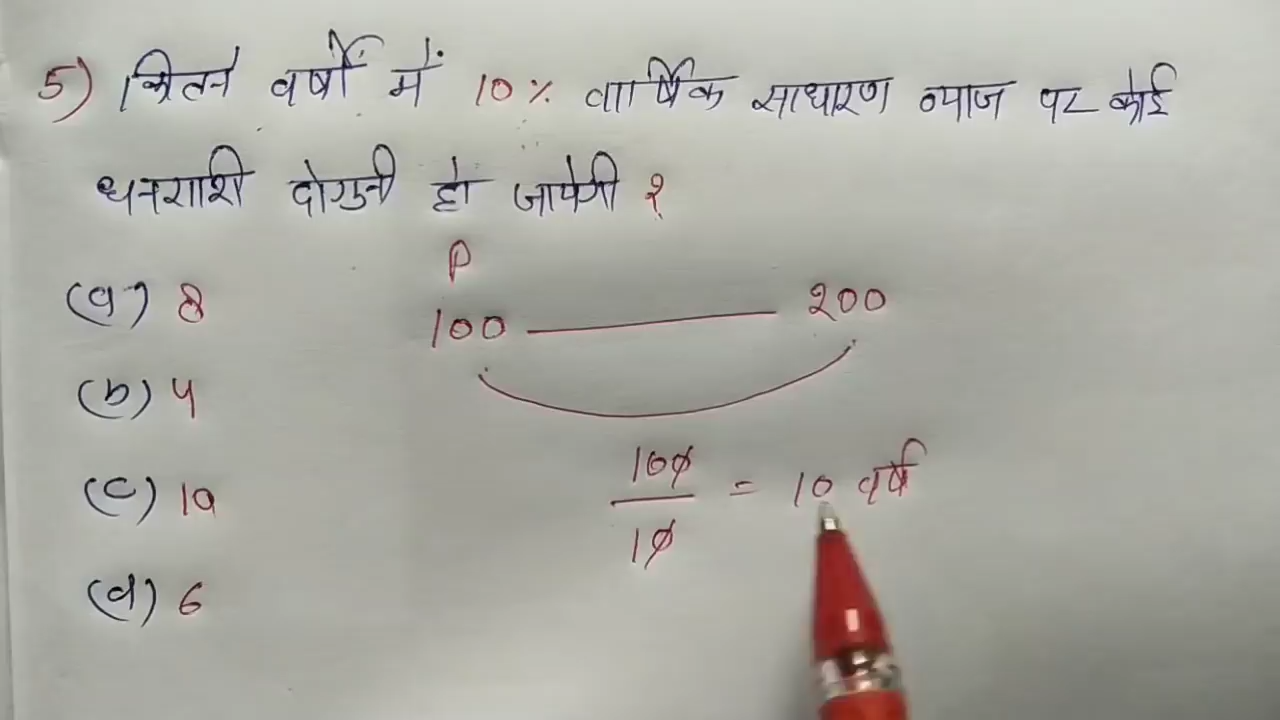 5) कितने वर्षों में 10% वार्षिक साधारण ब्याज पर कोई
धनराशि दोगुनी हो जायेगी ?
P
(a) 8
100 — 200
(b) 4
100/10 = 10 वर्ष
(c) 10
(d) 6